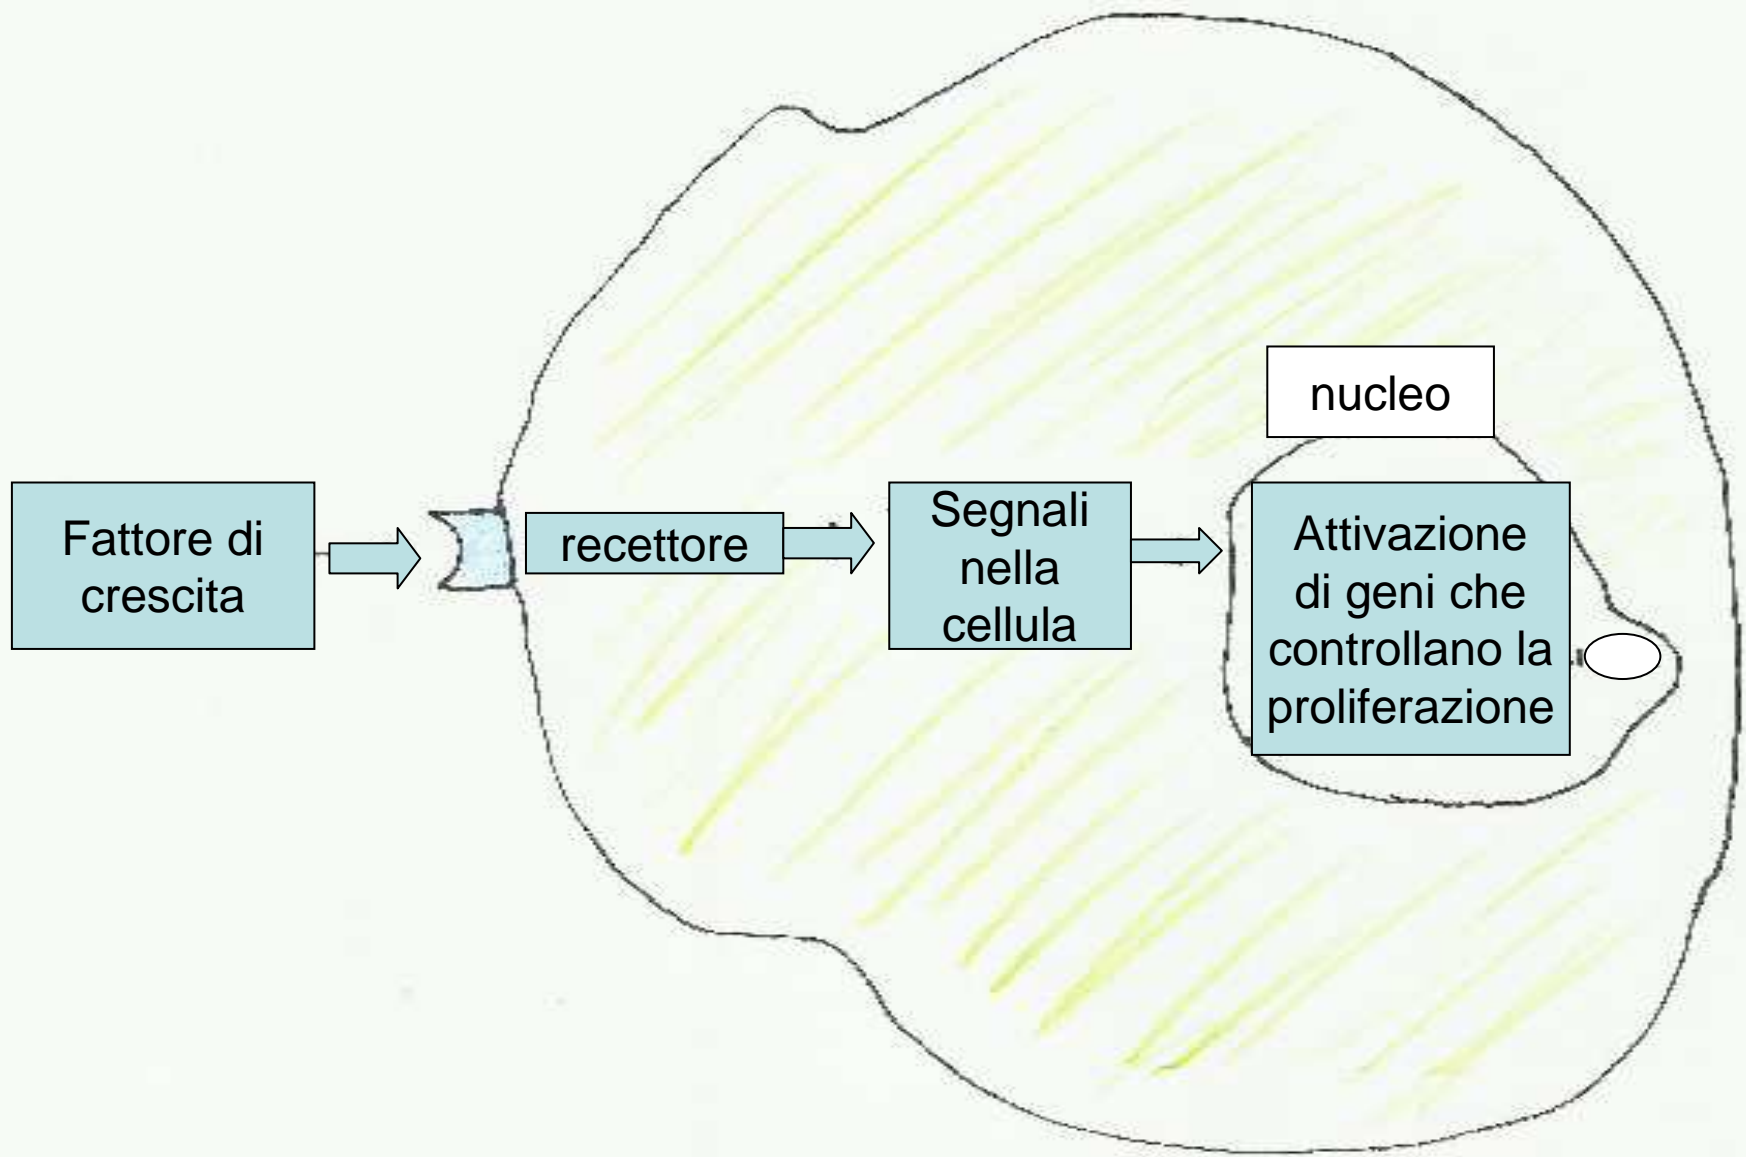 nucleo
Fattore di
crescita
recettore
Segnali
nella
cellula
Attivazione
di geni che
controllano la
proliferazione